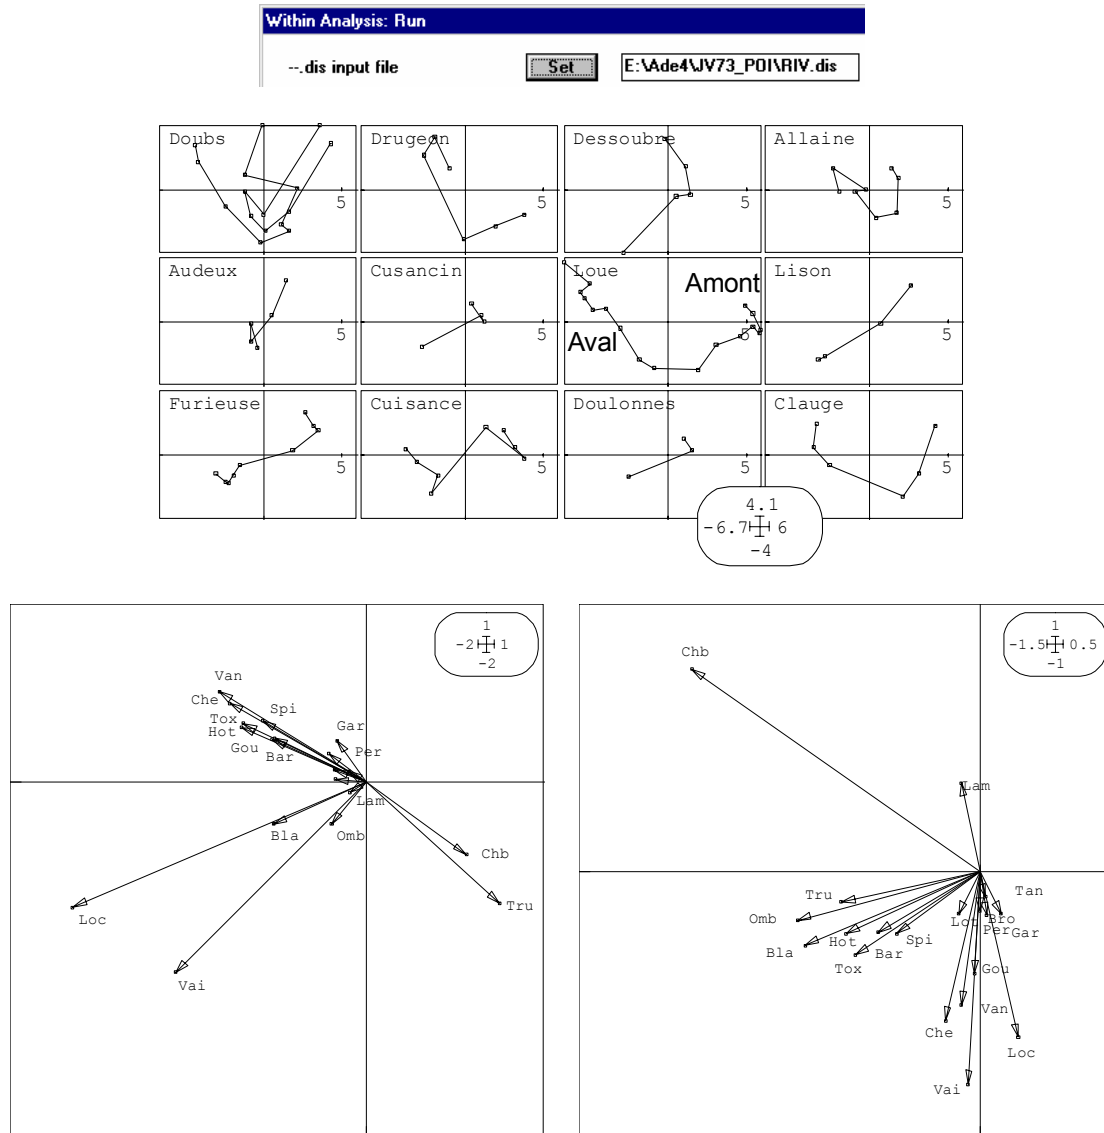 Within Analysis: Run
--.dis input file Set E:\Ade4\JV73_POI\RIV.dis
Doubs Drugeon Dessoubre Allaine
5 5 5 5
Audeux Cusancin Loue Amont Lison
5 5 5 5
Aval
Furieuse Cuisance Doulonnes Clauge
5 5 5 5
4.1
-6.7 6
-4
1
-2 1
-2
Van
Che
Spi
Tox
Hot
Gar
Gou
Bar
Per
Lam
Bla
Omb
Chb
Tru
Loc
Vai
1
-1.5 0.5
-1
Chb
Lam
Tru
Tan
Omb
Lot
Bro
Bla
Hot
Bar
Spi
Per
Gar
Tox
Gou
Van
Che
Loc
Vai